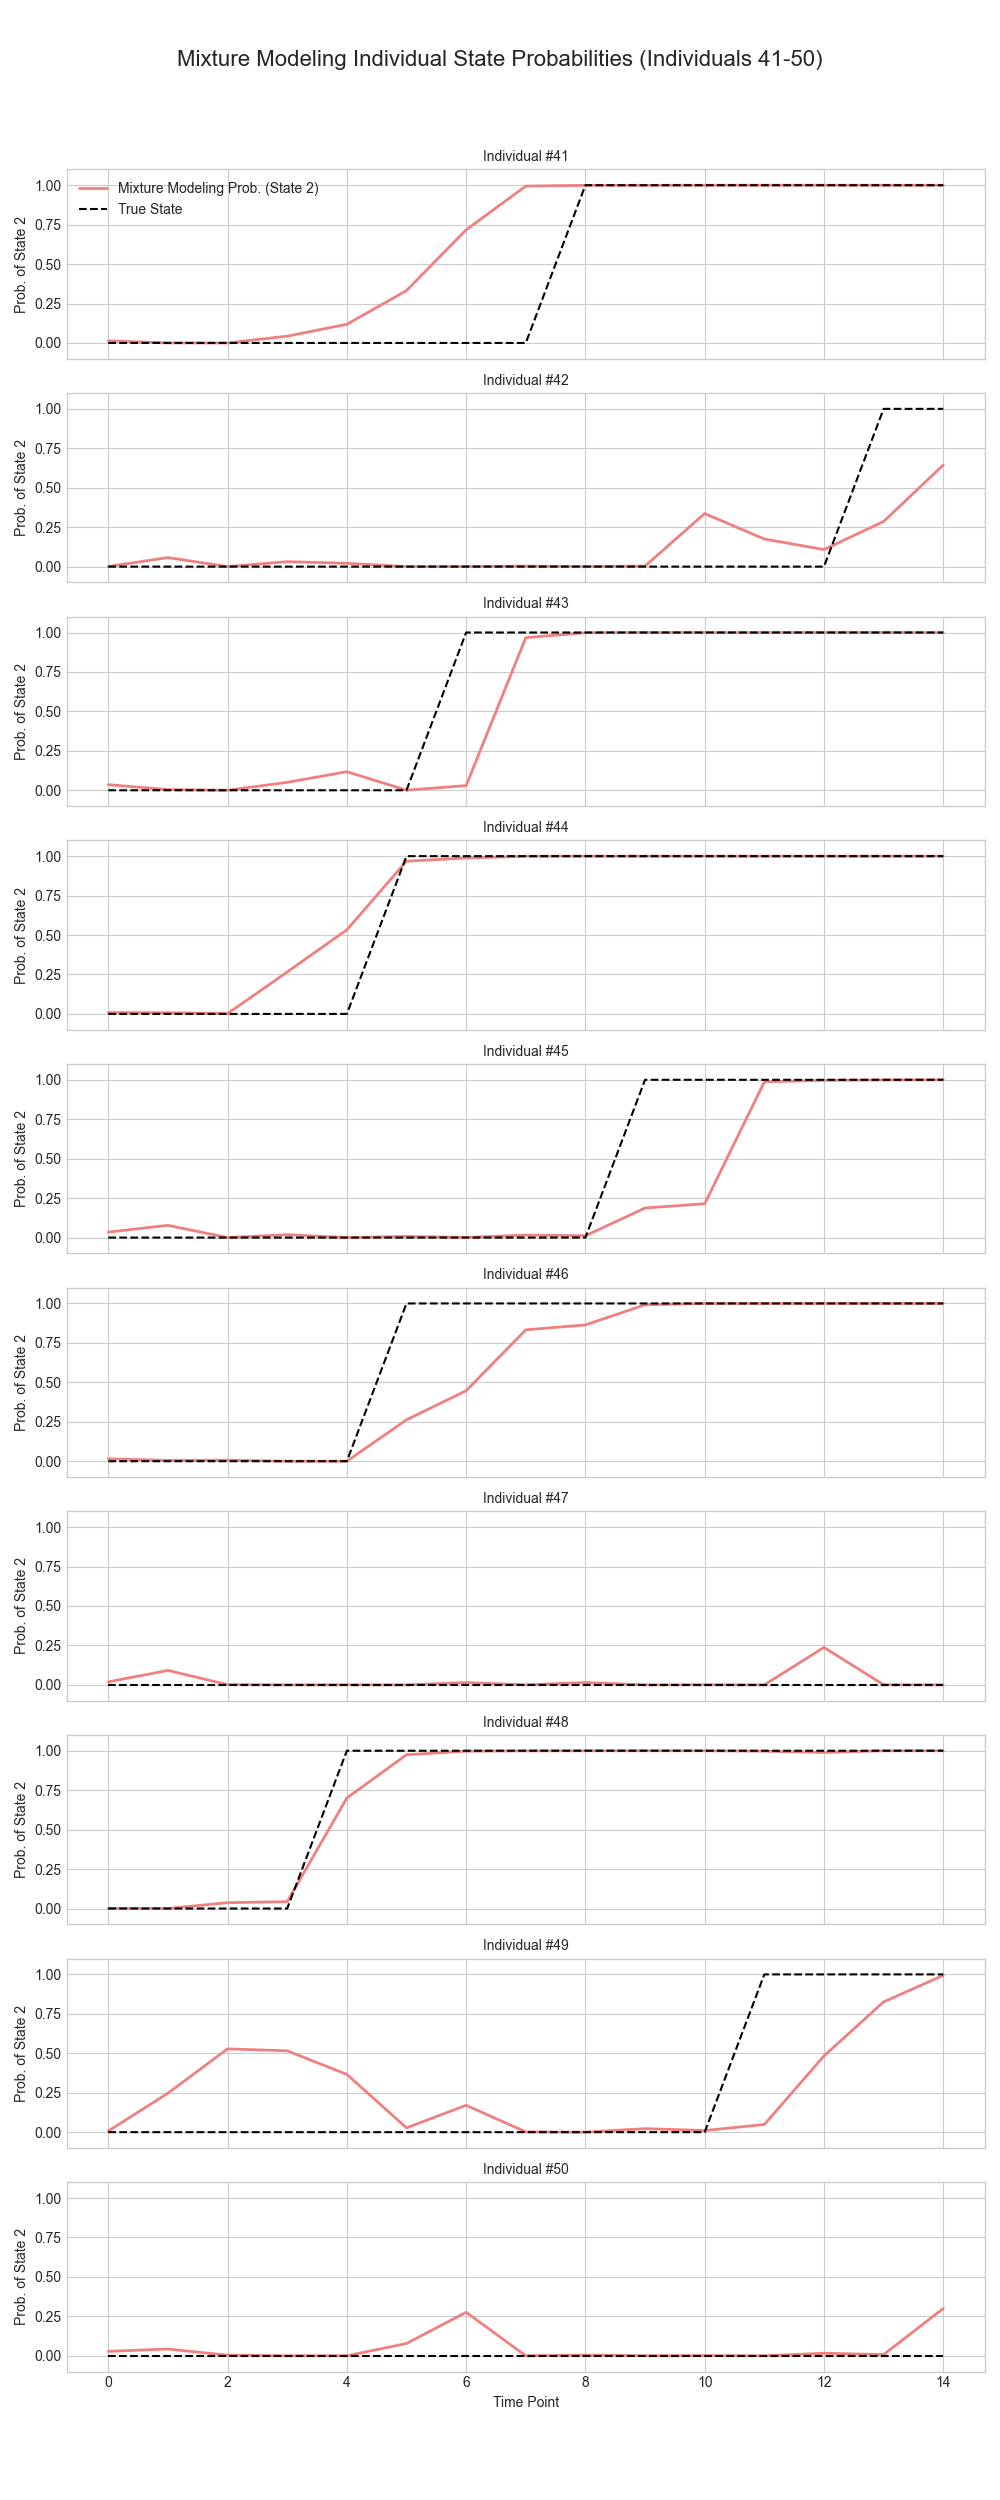 Mixture Modeling Individual State Probabilities (Individuals 41-50)
Individual #41
Mixture Modeling Prob. (State 2)
True State
Prob. of State 2
1.00
0.75
0.50
0.25
0.00
Individual #42
Prob. of State 2
1.00
0.75
0.50
0.25
0.00
Individual #43
Prob. of State 2
1.00
0.75
0.50
0.25
0.00
Individual #44
Prob. of State 2
1.00
0.75
0.50
0.25
0.00
Individual #45
Prob. of State 2
1.00
0.75
0.50
0.25
0.00
Individual #46
Prob. of State 2
1.00
0.75
0.50
0.25
0.00
Individual #47
Prob. of State 2
1.00
0.75
0.50
0.25
0.00
Individual #48
Prob. of State 2
1.00
0.75
0.50
0.25
0.00
Individual #49
Prob. of State 2
1.00
0.75
0.50
0.25
0.00
Individual #50
Prob. of State 2
1.00
0.75
0.50
0.25
0.00
0 2 4 6 8 10 12 14
Time Point